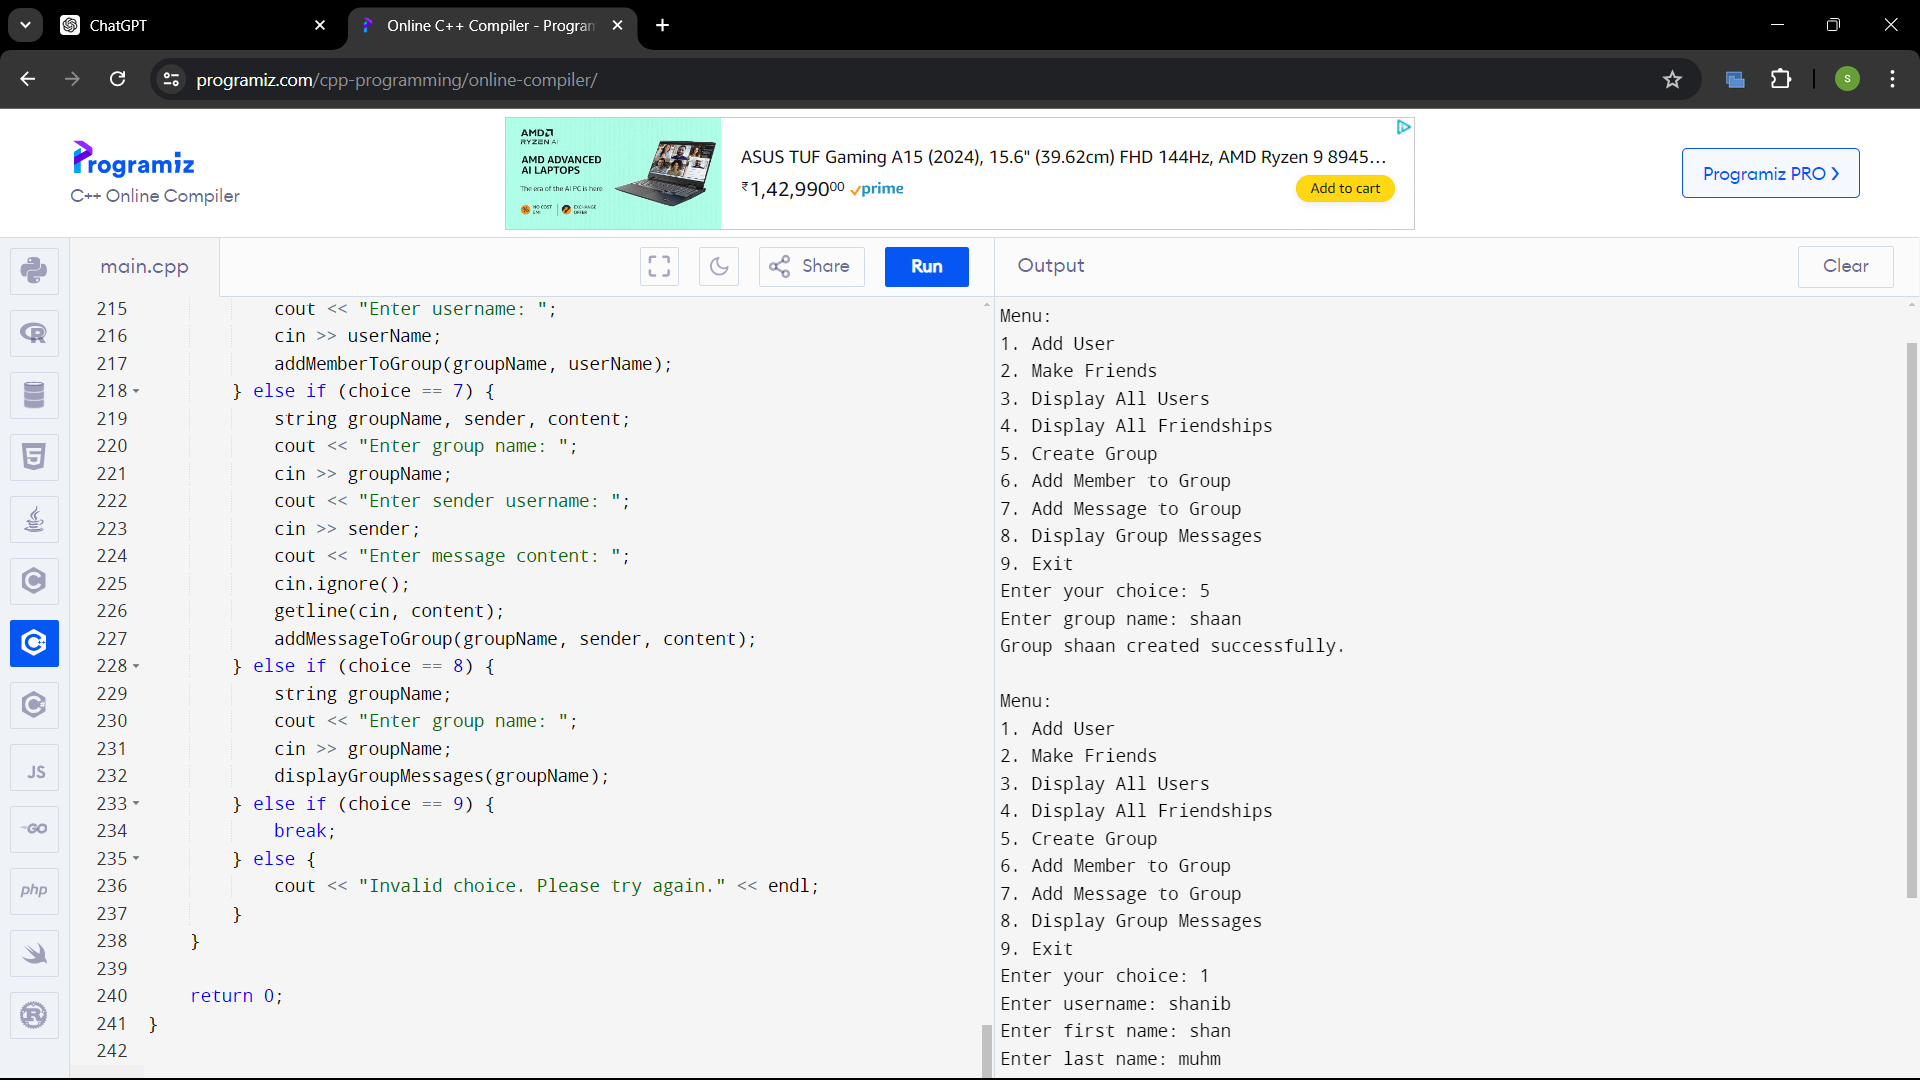 ChatGPT
Online C++ Compiler - Program
programiz.com/cpp-programming/online-compiler/
S
Programiz
C++ Online Compiler
AMD
RYZEN AI
AMD ADVANCED
AI LAPTOPS
The era of the AI PC is here
NO COST EMI
EXCHANGE OFFER
ASUS TUF Gaming A15 (2024), 15.6" (39.62cm) FHD 144Hz, AMD Ryzen 9 8945...
₹1,42,990⁰⁰ prime
Add to cart
Programiz PRO >
main.cpp
Share
Run
Output
Clear
JS
GO
php
215 cout << "Enter username: ";
216 cin >> userName;
217 addMemberToGroup(groupName, userName);
218 } else if (choice == 7) {
219 string groupName, sender, content;
220 cout << "Enter group name: ";
221 cin >> groupName;
222 cout << "Enter sender username: ";
223 cin >> sender;
224 cout << "Enter message content: ";
225 cin.ignore();
226 getline(cin, content);
227 addMessageToGroup(groupName, sender, content);
228 } else if (choice == 8) {
229 string groupName;
230 cout << "Enter group name: ";
231 cin >> groupName;
232 displayGroupMessages(groupName);
233 } else if (choice == 9) {
234 break;
235 } else {
236 cout << "Invalid choice. Please try again." << endl;
237 }
238 }
239
240 return 0;
241 }
242
Menu:
1. Add User
2. Make Friends
3. Display All Users
4. Display All Friendships
5. Create Group
6. Add Member to Group
7. Add Message to Group
8. Display Group Messages
9. Exit
Enter your choice: 5
Enter group name: shaan
Group shaan created successfully.
Menu:
1. Add User
2. Make Friends
3. Display All Users
4. Display All Friendships
5. Create Group
6. Add Member to Group
7. Add Message to Group
8. Display Group Messages
9. Exit
Enter your choice: 1
Enter username: shanib
Enter first name: shan
Enter last name: muhm